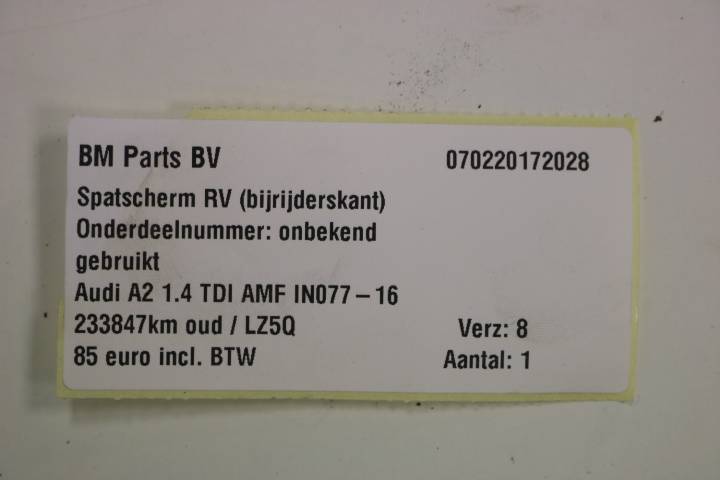 BM Parts BV 070220172028
Spatscherm RV (bijrijderskant)
Onderdeelnummer: onbekend
gebruikt
Audi A2 1.4 TDI AMF IN077-16
233847km oud / LZ5Q Verz: 8
85 euro incl. BTW Aantal: 1